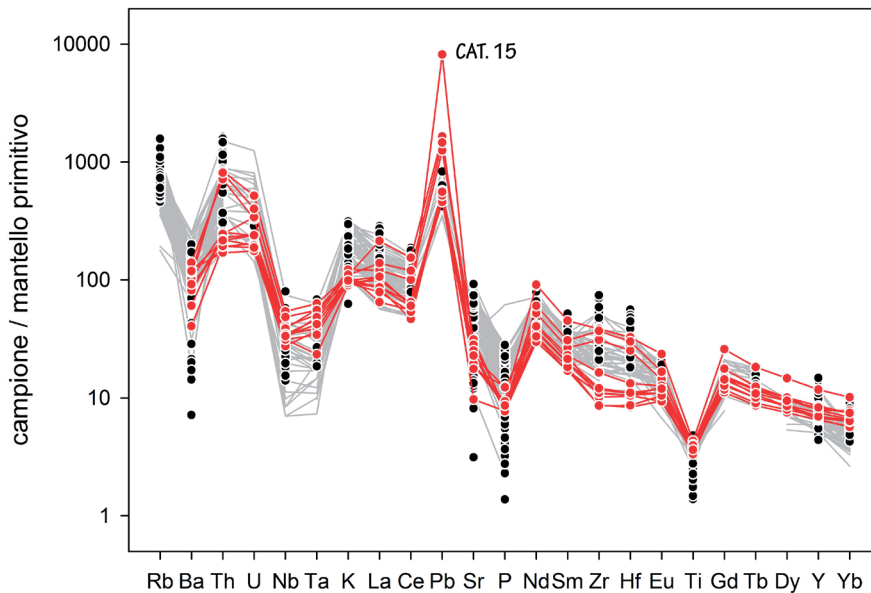 10000
CAT. 15
1000
100
10
1
campione / mantello primitivo
Rb Ba Th U Nb Ta K La Ce Pb Sr P Nd Sm Zr Hf Eu Ti Gd Tb Dy Y Yb